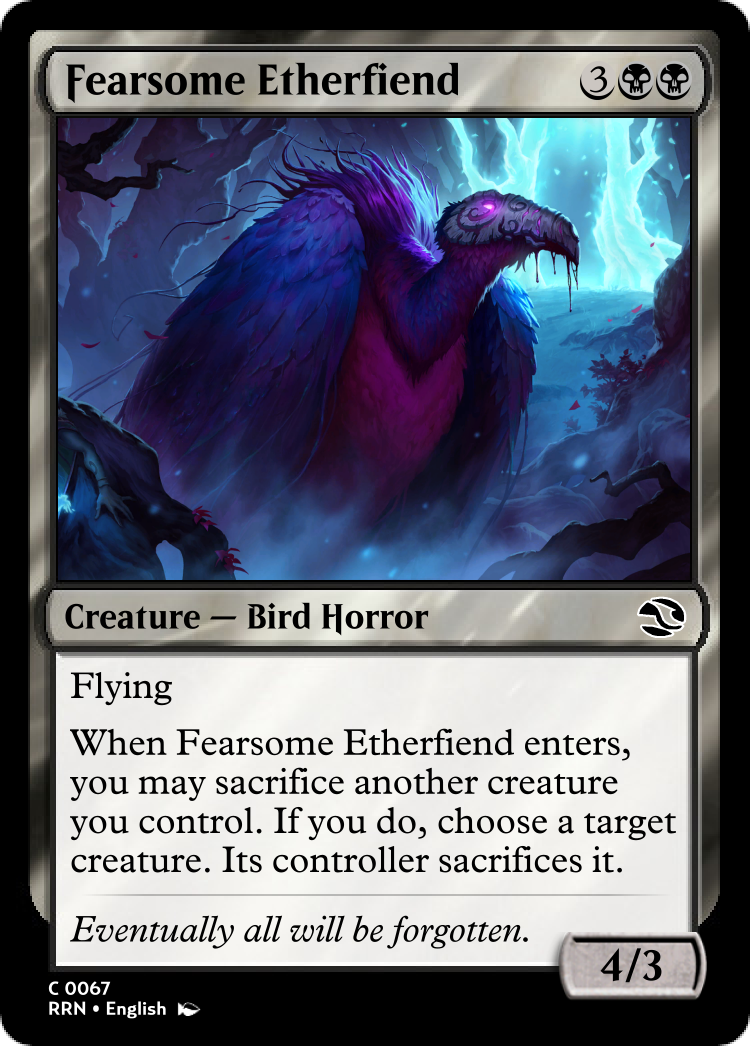 Fearsome Etherfiend 3
Creature — Bird Horror
Flying
When Fearsome Etherfiend enters,
you may sacrifice another creature
you control. If you do, choose a target
creature. Its controller sacrifices it.
Eventually all will be forgotten.
4/3
C 0067
RRN • English